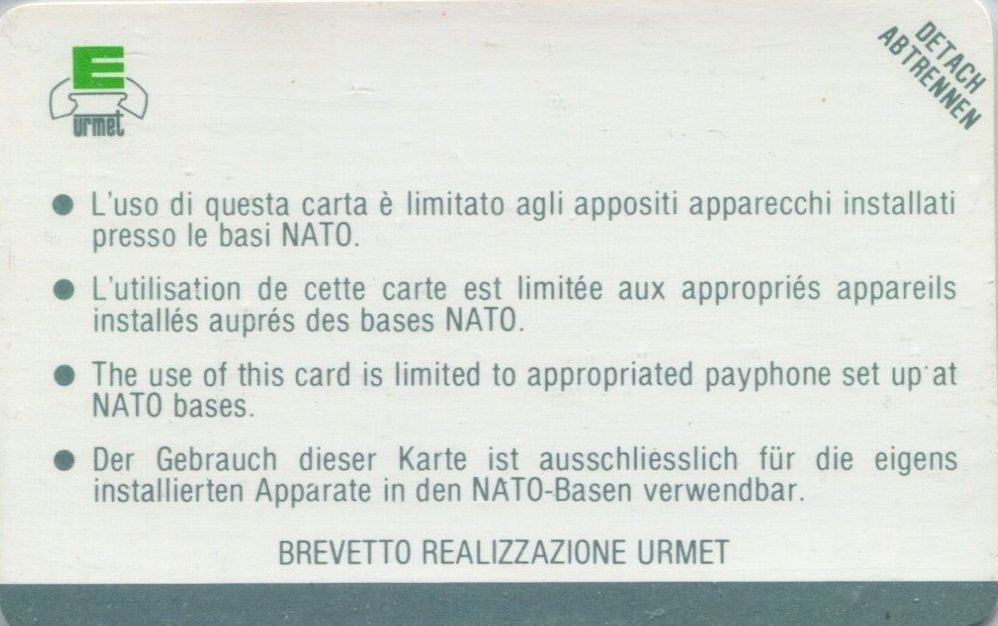 E
urmet
DETACH
ABTRENNEN
● L'uso di questa carta è limitato agli appositi apparecchi installati
presso le basi NATO.
● L'utilisation de cette carte est limitée aux appropriés appareils
installés auprés des bases NATO.
● The use of this card is limited to appropriated payphone set up at
NATO bases.
● Der Gebrauch dieser Karte ist ausschliesslich für die eigens
installierten Apparate in den NATO-Basen verwendbar.
BREVETTO REALIZZAZIONE URMET